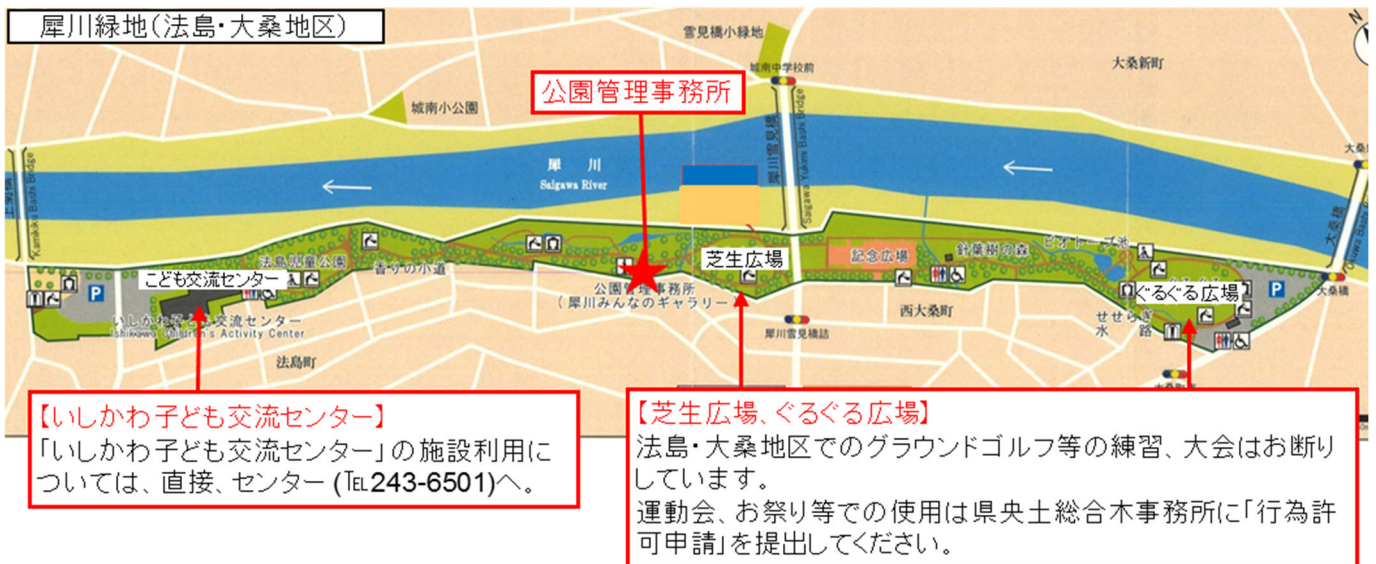 犀川緑地(法島・大桑地区)
雪見橋小緑地
城南中学校前
大桑新町
N
公園管理事務所
城南小公園
犀川
Saigawa River
犀川雪見橋
Saigawa Yukimi Bashi Bridge
上菊橋
Kamikiku Bashi Bridge
大桑橋
法島児童公園
香りの小道
こども交流センター
P
いしかわ子ども交流センター
Ishikawa Children's Activity Center
法島町
公園管理事務所
(犀川みんなのギャラリー)
芝生広場
記念広場
針葉樹の森
ビオトープ池
ぐるぐる広場
P
大桑橋
せせらぎ
水路
西大桑町
犀川雪見橋詰
【いしかわ子ども交流センター】
「いしかわ子ども交流センター」の施設利用に
ついては、直接、センター(℡243-6501)へ。
【芝生広場、ぐるぐる広場】
法島・大桑地区でのグラウンドゴルフ等の練習、大会はお断り
しています。
運動会、お祭り等での使用は県央土総合木事務所に「行為許
可申請」を提出してください。